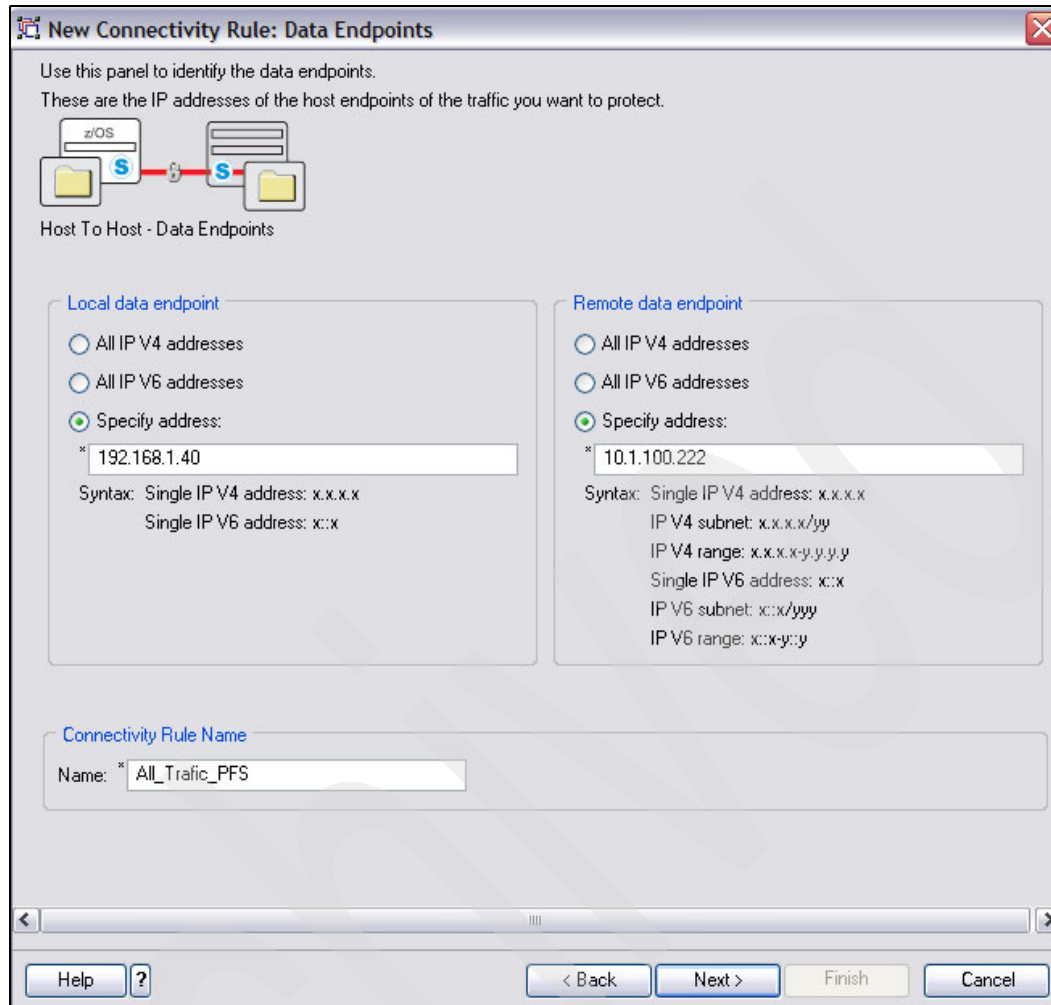 New Connectivity Rule: Data Endpoints
Use this panel to identify the data endpoints.
These are the IP addresses of the host endpoints of the traffic you want to protect.
z/OS
S
S
Host To Host - Data Endpoints
Local data endpoint
All IP V4 addresses
All IP V6 addresses
Specify address:
* 192.168.1.40
Syntax: Single IP V4 address: x.x.x.x
Single IP V6 address: x::x
Remote data endpoint
All IP V4 addresses
All IP V6 addresses
Specify address:
* 10.1.100.222
Syntax: Single IP V4 address: x.x.x.x
IP V4 subnet: x.x.x.x/yy
IP V4 range: x.x.x.x-y.y.y.y
Single IP V6 address: x::x
IP V6 subnet: x::x/yyy
IP V6 range: x::x-y::y
Connectivity Rule Name
Name: * All_Trafic_PFS
Help ? < Back Next > Finish Cancel